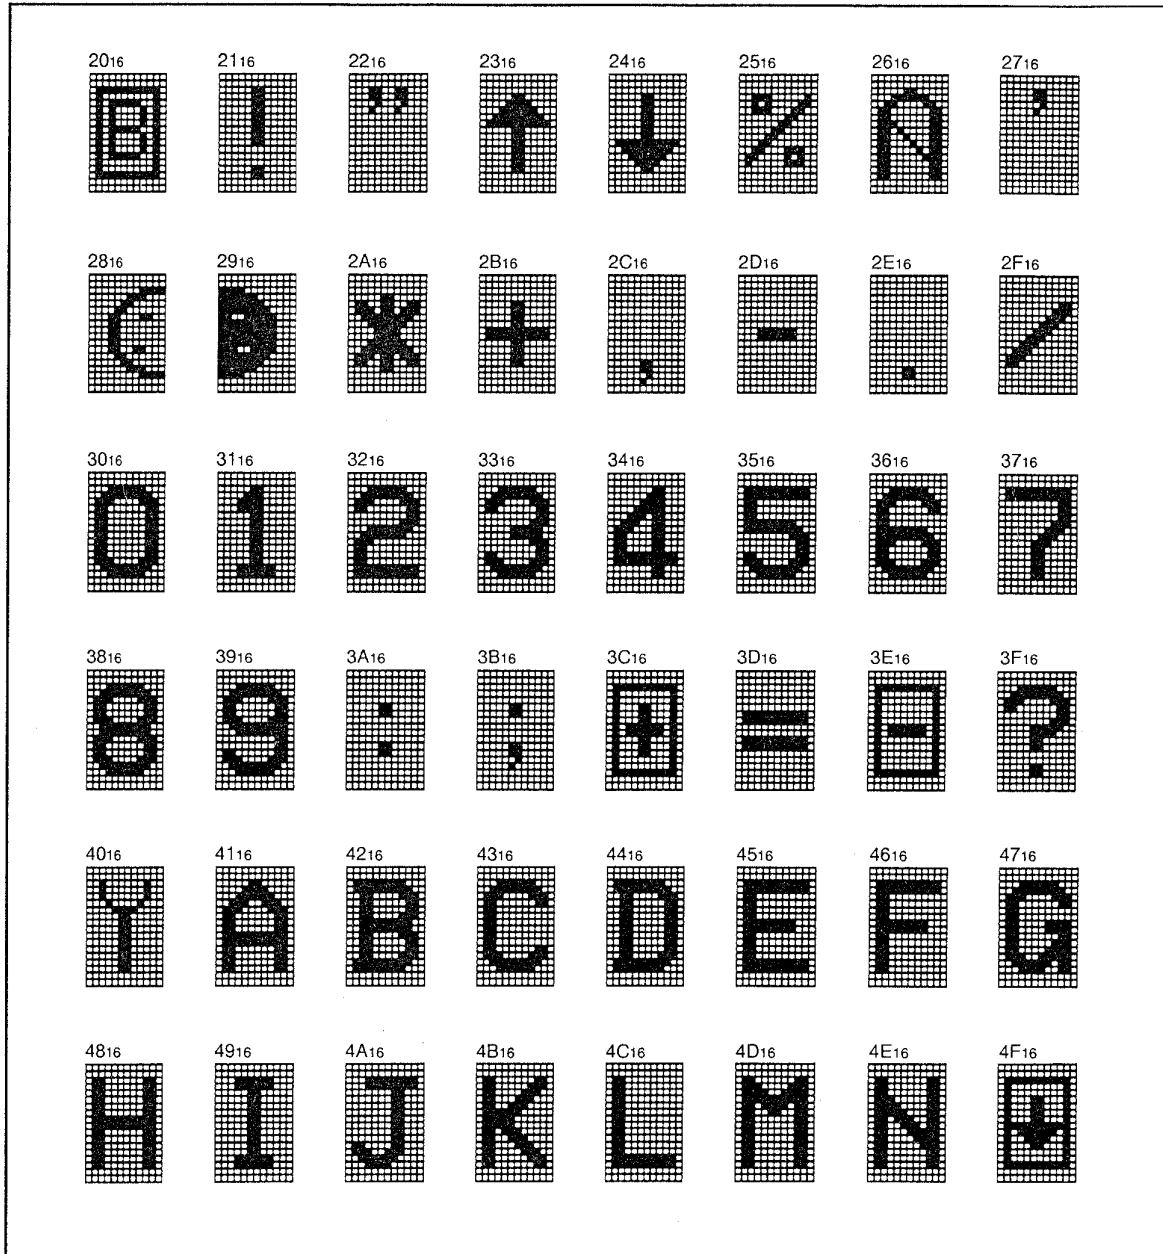 20₁₆ 21₁₆ 22₁₆ 23₁₆ 24₁₆ 25₁₆ 26₁₆ 27₁₆
B ! ” ↑ ↓ % ’
28₁₆ 29₁₆ 2A₁₆ 2B₁₆ 2C₁₆ 2D₁₆ 2E₁₆ 2F₁₆
* + , - . /
30₁₆ 31₁₆ 32₁₆ 33₁₆ 34₁₆ 35₁₆ 36₁₆ 37₁₆
0 1 2 3 4 5 6 7
38₁₆ 39₁₆ 3A₁₆ 3B₁₆ 3C₁₆ 3D₁₆ 3E₁₆ 3F₁₆
8 9 : ; + = - ?
40₁₆ 41₁₆ 42₁₆ 43₁₆ 44₁₆ 45₁₆ 46₁₆ 47₁₆
Y A B C D E F G
48₁₆ 49₁₆ 4A₁₆ 4B₁₆ 4C₁₆ 4D₁₆ 4E₁₆ 4F₁₆
H I J K L M N ↓